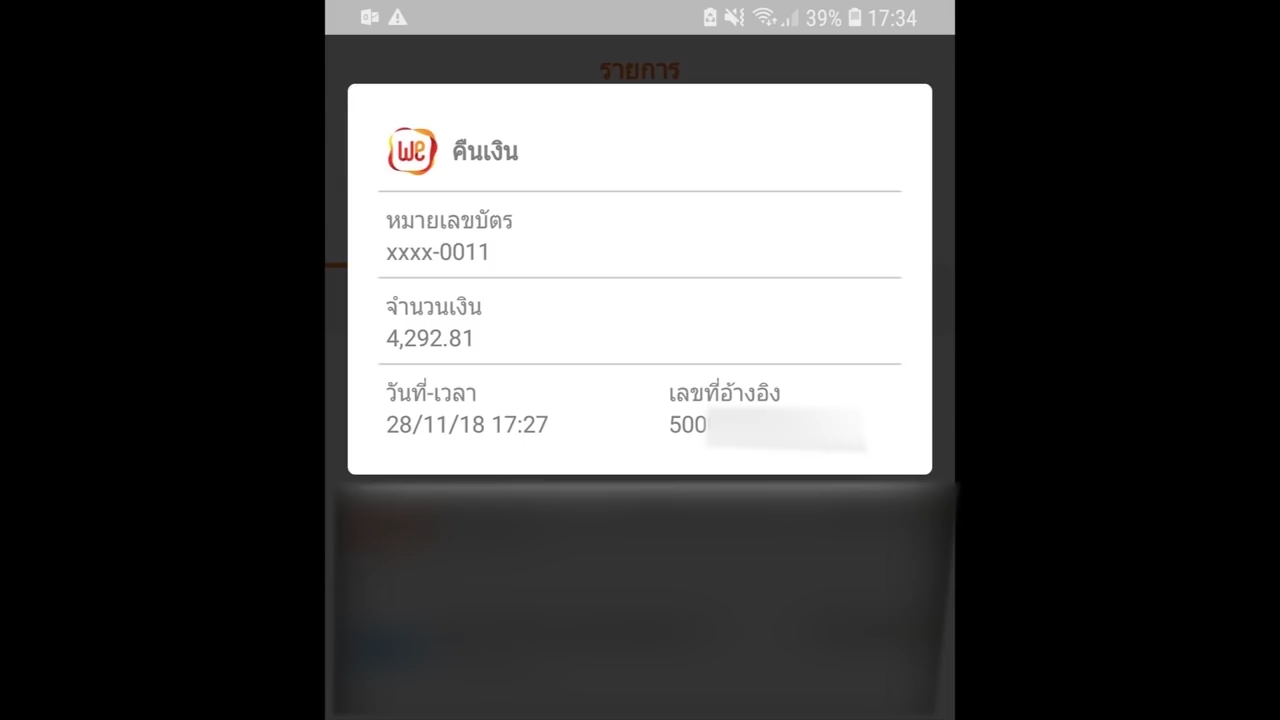 39% 17:34
รายการ
we คืนเงิน
หมายเลขบัตร
xxxx-0011
จำนวนเงิน
4,292.81
วันที่-เวลา เลขที่อ้างอิง
28/11/18 17:27 500